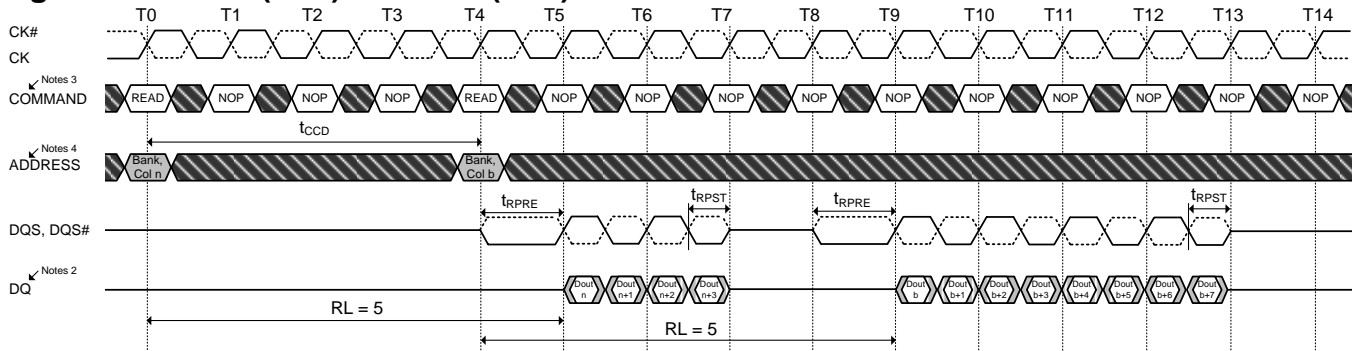 T0 T1 T2 T3 T4 T5 T6 T7 T8 T9 T10 T11 T12 T13 T14
CK#
CK
Notes 3
COMMAND READ NOP NOP NOP READ NOP NOP NOP NOP NOP NOP NOP NOP NOP NOP
tCCD
Notes 4
ADDRESS Bank, Col n Bank, Col b
tRPRE tRPST tRPRE tRPST
DQS, DQS#
Notes 2
DQ Dout n Dout n+1 Dout n+2 Dout n+3 Dout b Dout b+1 Dout b+2 Dout b+3 Dout b+4 Dout b+5 Dout b+6 Dout b+7
RL = 5
RL = 5